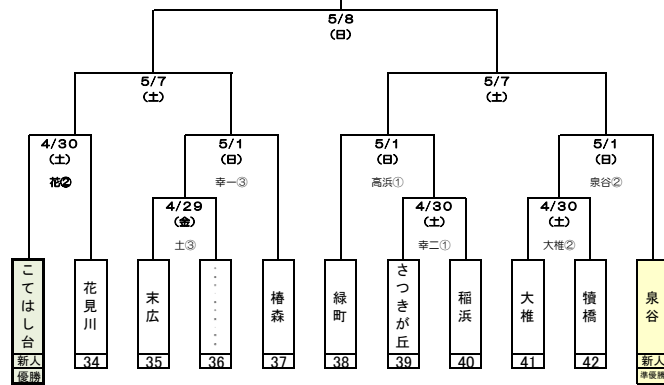 5/8
(日)
5/7
(土)
5/7
(土)
4/30
(土)
花②
5/1
(日)
幸一③
5/1
(日)
高浜①
5/1
(日)
泉谷②
4/29
(金)
土③
4/30
(土)
幸二①
4/30
(土)
大椎②
こてはし台
新人
優勝
花見川
34
末広
35
36
椿森
37
緑町
38
さつきが丘
39
稲浜
40
大椎
41
犢橋
42
泉谷
新人
準優勝